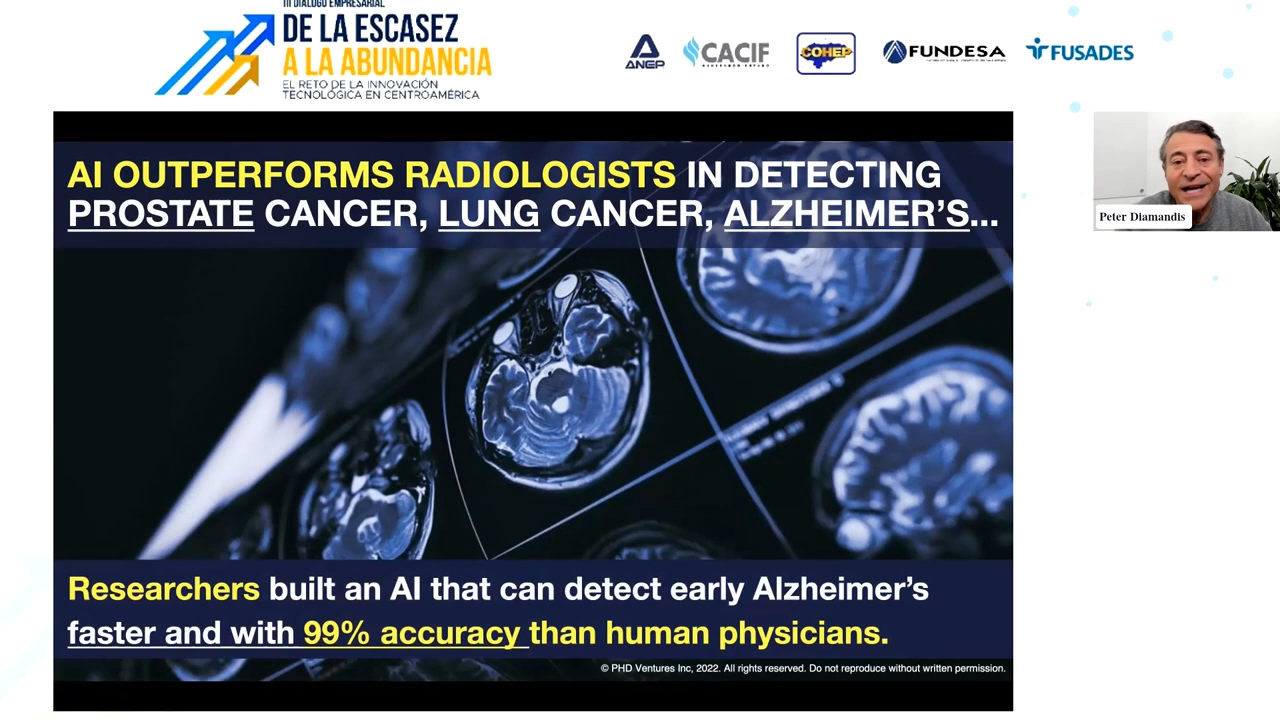 III DIÁLOGO EMPRESARIAL
DE LA ESCASEZ
A LA ABUNDANCIA
EL RETO DE LA INNOVACIÓN
TECNOLÓGICA EN CENTROAMÉRICA
ANEP
CACIF
COHEP
FUNDESA
FUSADES
AI OUTPERFORMS RADIOLOGISTS IN DETECTING
PROSTATE CANCER, LUNG CANCER, ALZHEIMER'S...
Peter Diamandis
Researchers built an AI that can detect early Alzheimer's
faster and with 99% accuracy than human physicians.
© PHD Ventures Inc, 2022. All rights reserved. Do not reproduce without written permission.